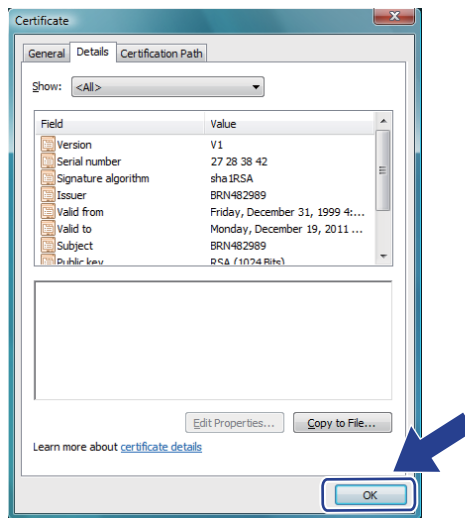 Certificate
General Details Certification Path
Show: <All>
Field Value
Version V1
Serial number 27 28 38 42
Signature algorithm sha1RSA
Issuer BRN482989
Valid from Friday, December 31, 1999 4:...
Valid to Monday, December 19, 2011 ...
Subject BRN482989
Public key RSA (1024 Bits)
Edit Properties... Copy to File...
Learn more about certificate details
OK